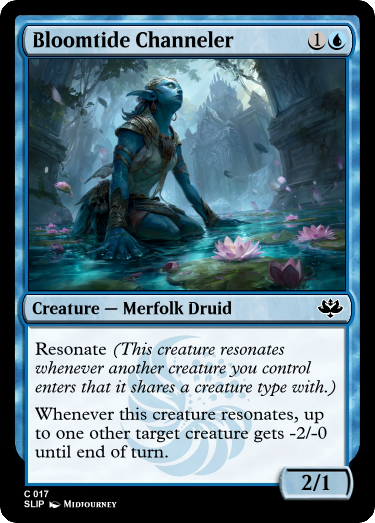 Bloomtide Channeler 1
Creature — Merfolk Druid
Resonate (This creature resonates
whenever another creature you control
enters that it shares a creature type with.)
Whenever this creature resonates, up
to one other target creature gets -2/-0
until end of turn.
2/1
C 017
SLIP Midjourney